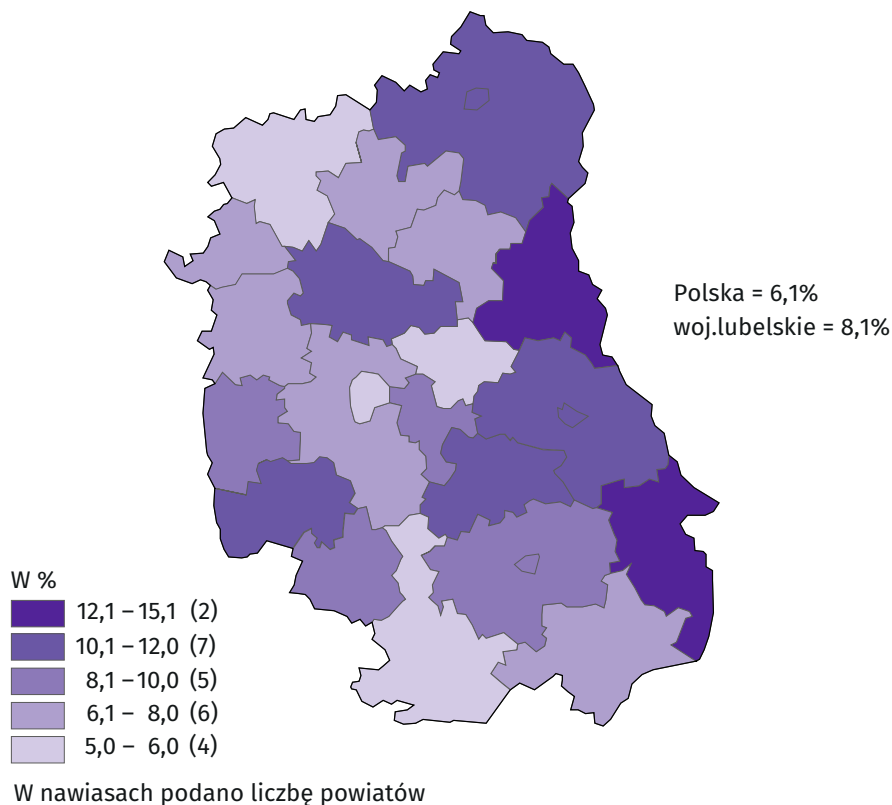 Polska = 6,1%
woj.lubelskie = 8,1%
W %
12,1 – 15,1 (2)
10,1 – 12,0 (7)
8,1 – 10,0 (5)
6,1 – 8,0 (6)
5,0 – 6,0 (4)
W nawiasach podano liczbę powiatów